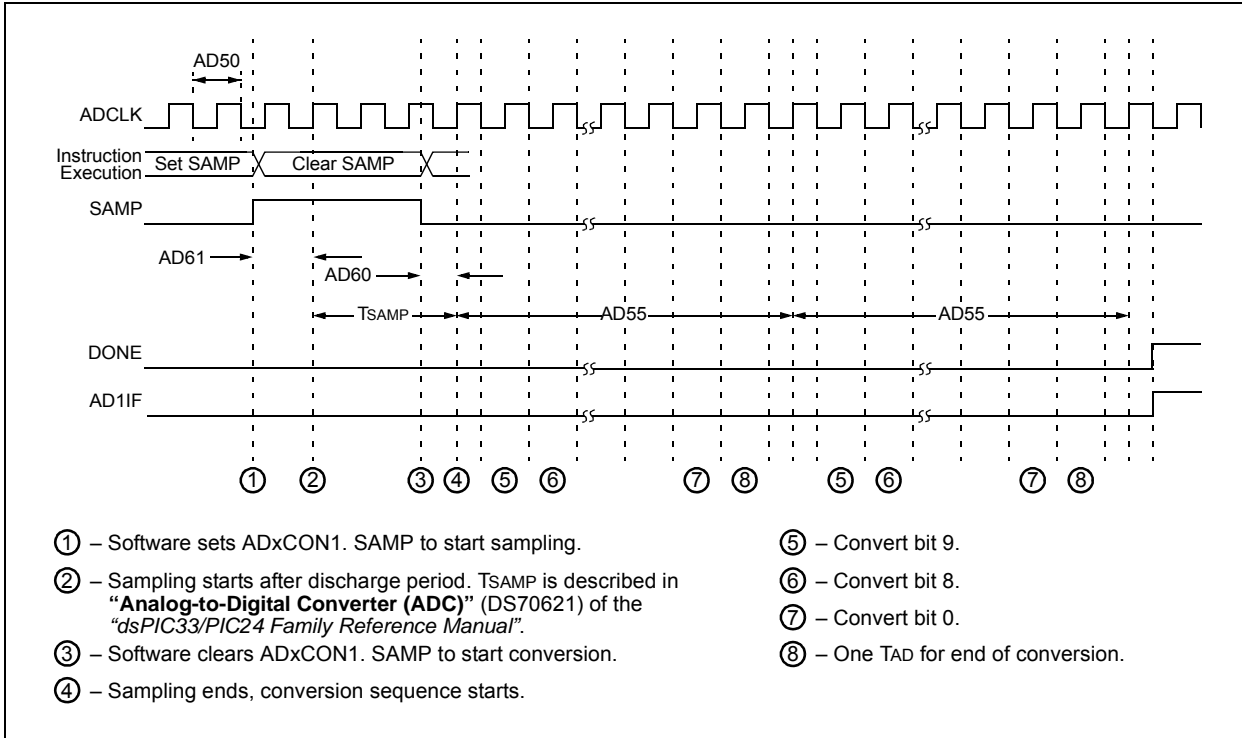 AD50
ADCLK
Instruction
Execution
Set SAMP
Clear SAMP
SAMP
AD61
AD60
TSAMP
AD55
AD55
DONE
AD1IF
1 2 3 4 5 6 7 8 5 6 7 8
1 – Software sets ADxCON1. SAMP to start sampling.
2 – Sampling starts after discharge period. TSAMP is described in
“Analog-to-Digital Converter (ADC)” (DS70621) of the
“dsPIC33/PIC24 Family Reference Manual”.
3 – Software clears ADxCON1. SAMP to start conversion.
4 – Sampling ends, conversion sequence starts.
5 – Convert bit 9.
6 – Convert bit 8.
7 – Convert bit 0.
8 – One TAD for end of conversion.